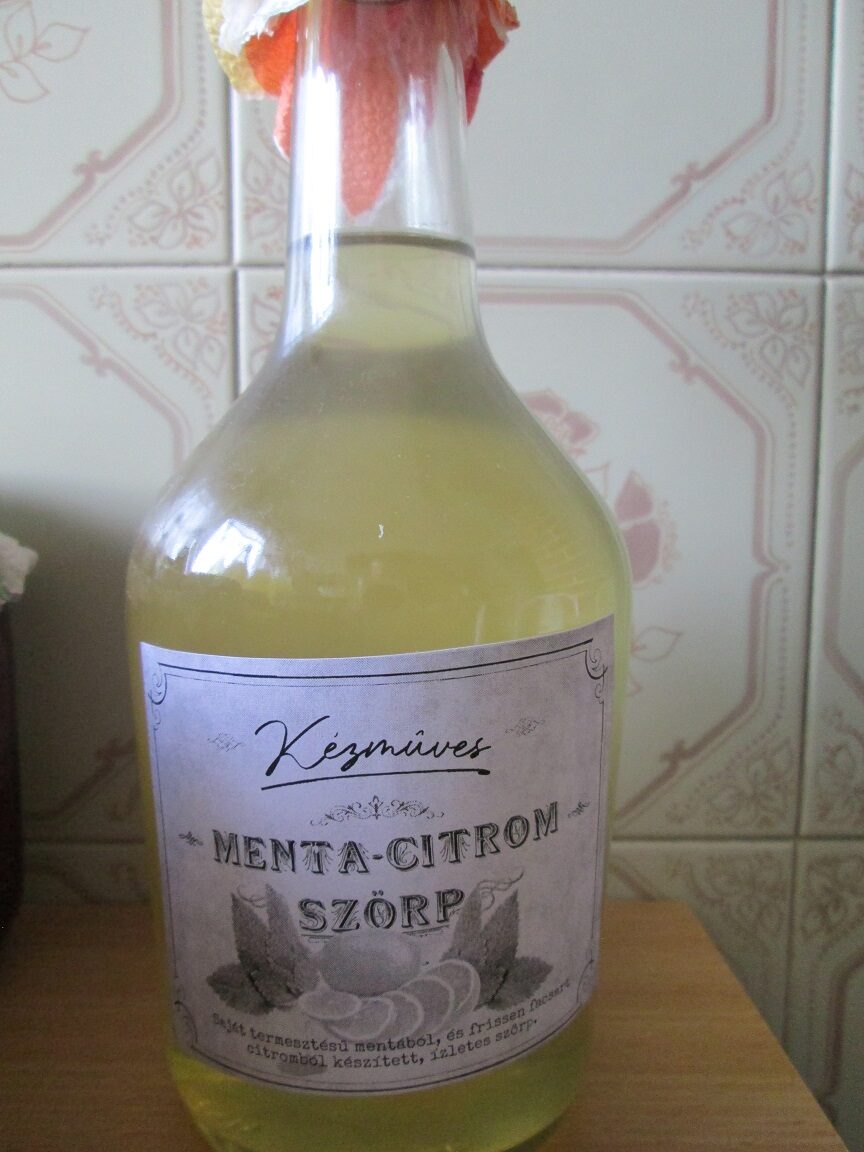 Kézműves
MENTA-CITROM
SZÖRP
Saját termesztésű mentából, és frissen facsart
citromból készített, ízletes szörp.